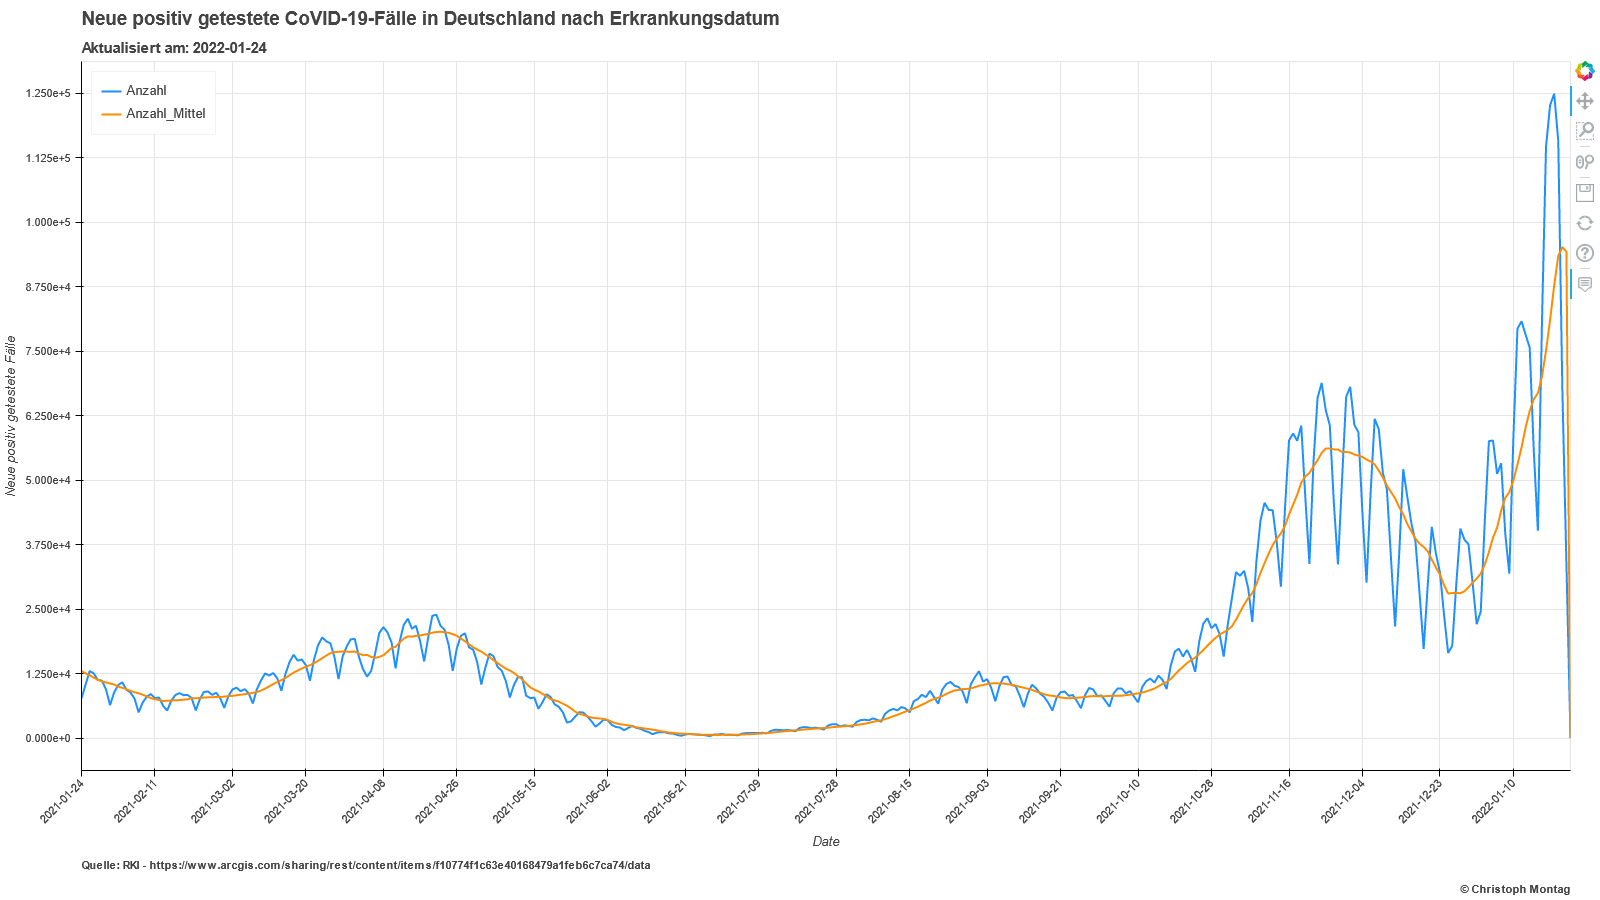 Neue positiv getestete CoVID-19-Fälle in Deutschland nach Erkrankungsdatum
Aktualisiert am: 2022-01-24
Anzahl
Anzahl_Mittel
1.250e+5
1.125e+5
1.000e+5
8.750e+4
7.500e+4
6.250e+4
5.000e+4
3.750e+4
2.500e+4
1.250e+4
0.000e+0
Neue positiv getestete Fälle
2021-01-24
2021-02-11
2021-03-02
2021-03-20
2021-04-08
2021-04-26
2021-05-15
2021-06-02
2021-06-21
2021-07-09
2021-07-28
2021-08-15
2021-09-03
2021-09-21
2021-10-10
2021-10-28
2021-11-16
2021-12-04
2021-12-23
2022-01-10
Date
Quelle: RKI - https://www.arcgis.com/sharing/rest/content/items/f10774f1c63e40168479a1feb6c7ca74/data
© Christoph Montag